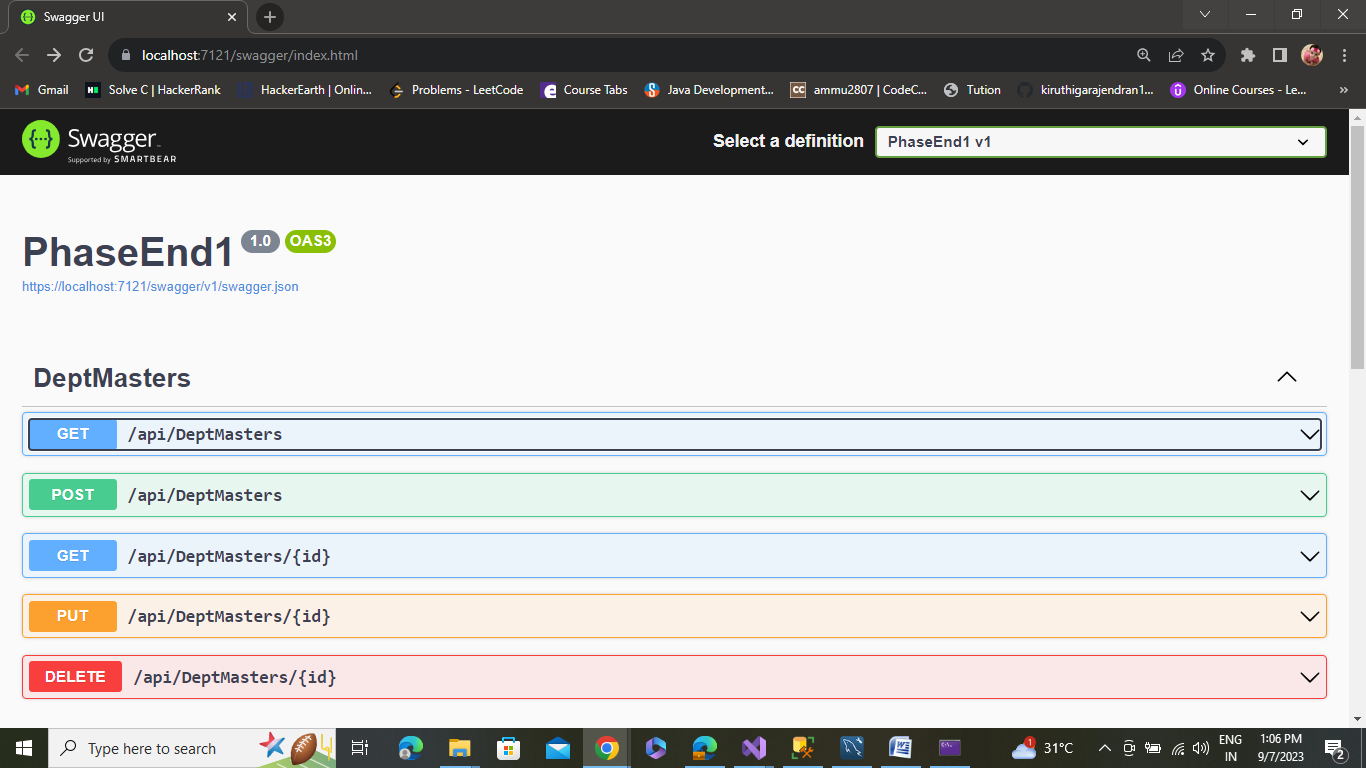 Swagger UI
localhost:7121/swagger/index.html
Gmail
Solve C | HackerRank
HackerEarth | Onlin...
Problems - LeetCode
Course Tabs
Java Development...
CC
ammu2807 | CodeC...
Tution
kiruthigarajendran1...
Online Courses - Le...
»
{··}
Swagger
Supported by SMARTBEAR
Select a definition
PhaseEnd1 v1
PhaseEnd1 1.0 OAS3
https://localhost:7121/swagger/v1/swagger.json
DeptMasters
GET /api/DeptMasters
POST /api/DeptMasters
GET /api/DeptMasters/{id}
PUT /api/DeptMasters/{id}
DELETE /api/DeptMasters/{id}
Type here to search
31°C
ENG
IN
1:06 PM
9/7/2023
2